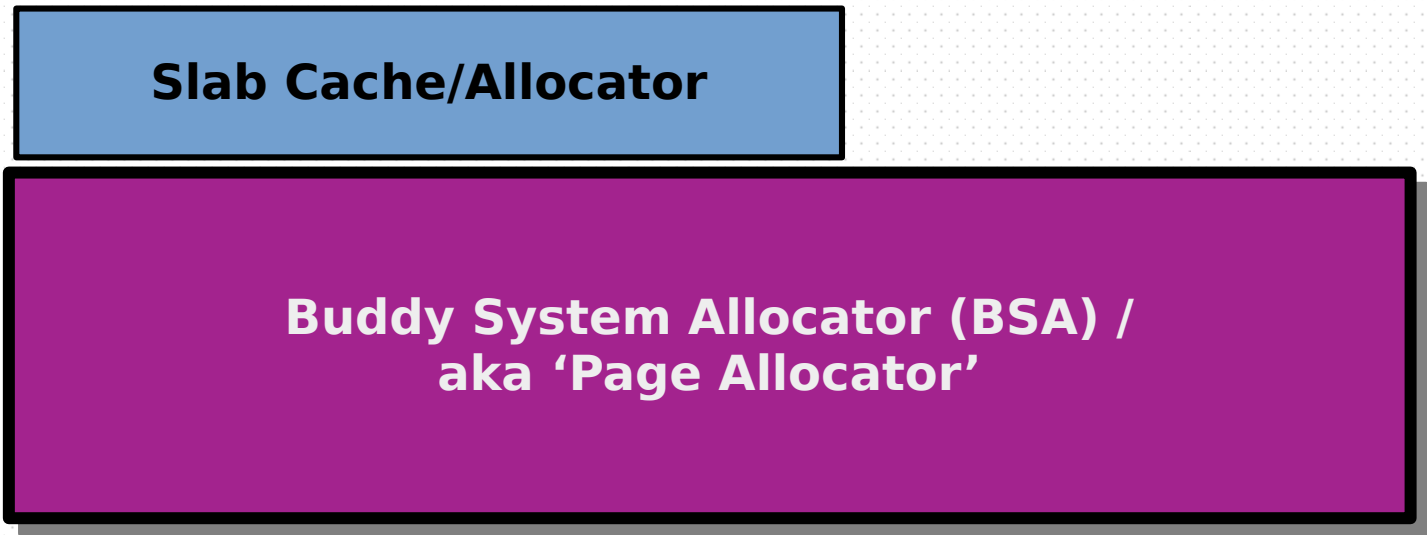 Slab Cache/Allocator
Buddy System Allocator (BSA) /
aka ‘Page Allocator’